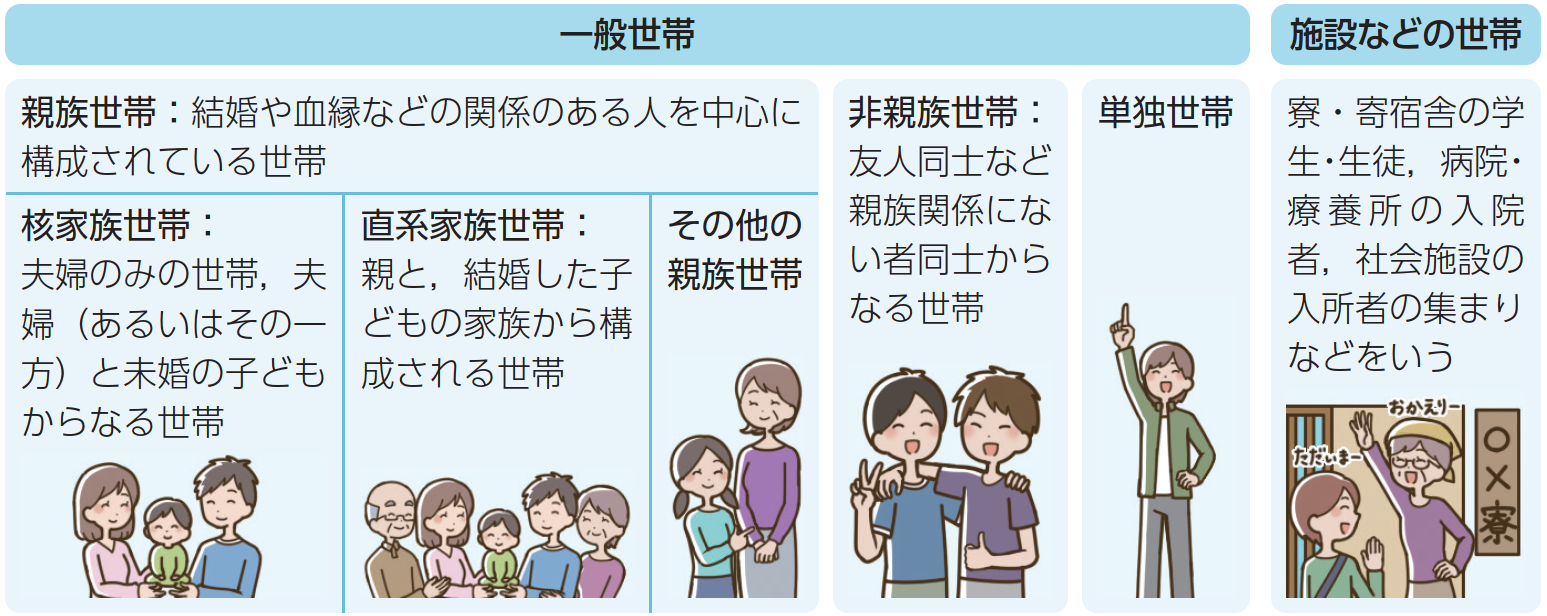 一般世帯
親族世帯：結婚や血縁などの関係のある人を中心に
構成されている世帯
核家族世帯：
夫婦のみの世帯，夫
婦（あるいはその一
方）と未婚の子ども
からなる世帯
直系家族世帯：
親と，結婚した子
どもの家族から構
成される世帯
その他の
親族世帯
非親族世帯：
友人同士など
親族関係にな
い者同士から
なる世帯
単独世帯
施設などの世帯
寮・寄宿舎の学
生・生徒，病院・
療養所の入院
者，社会施設の
入所者の集まり
などをいう
おかえりー
ただいまー
○×寮